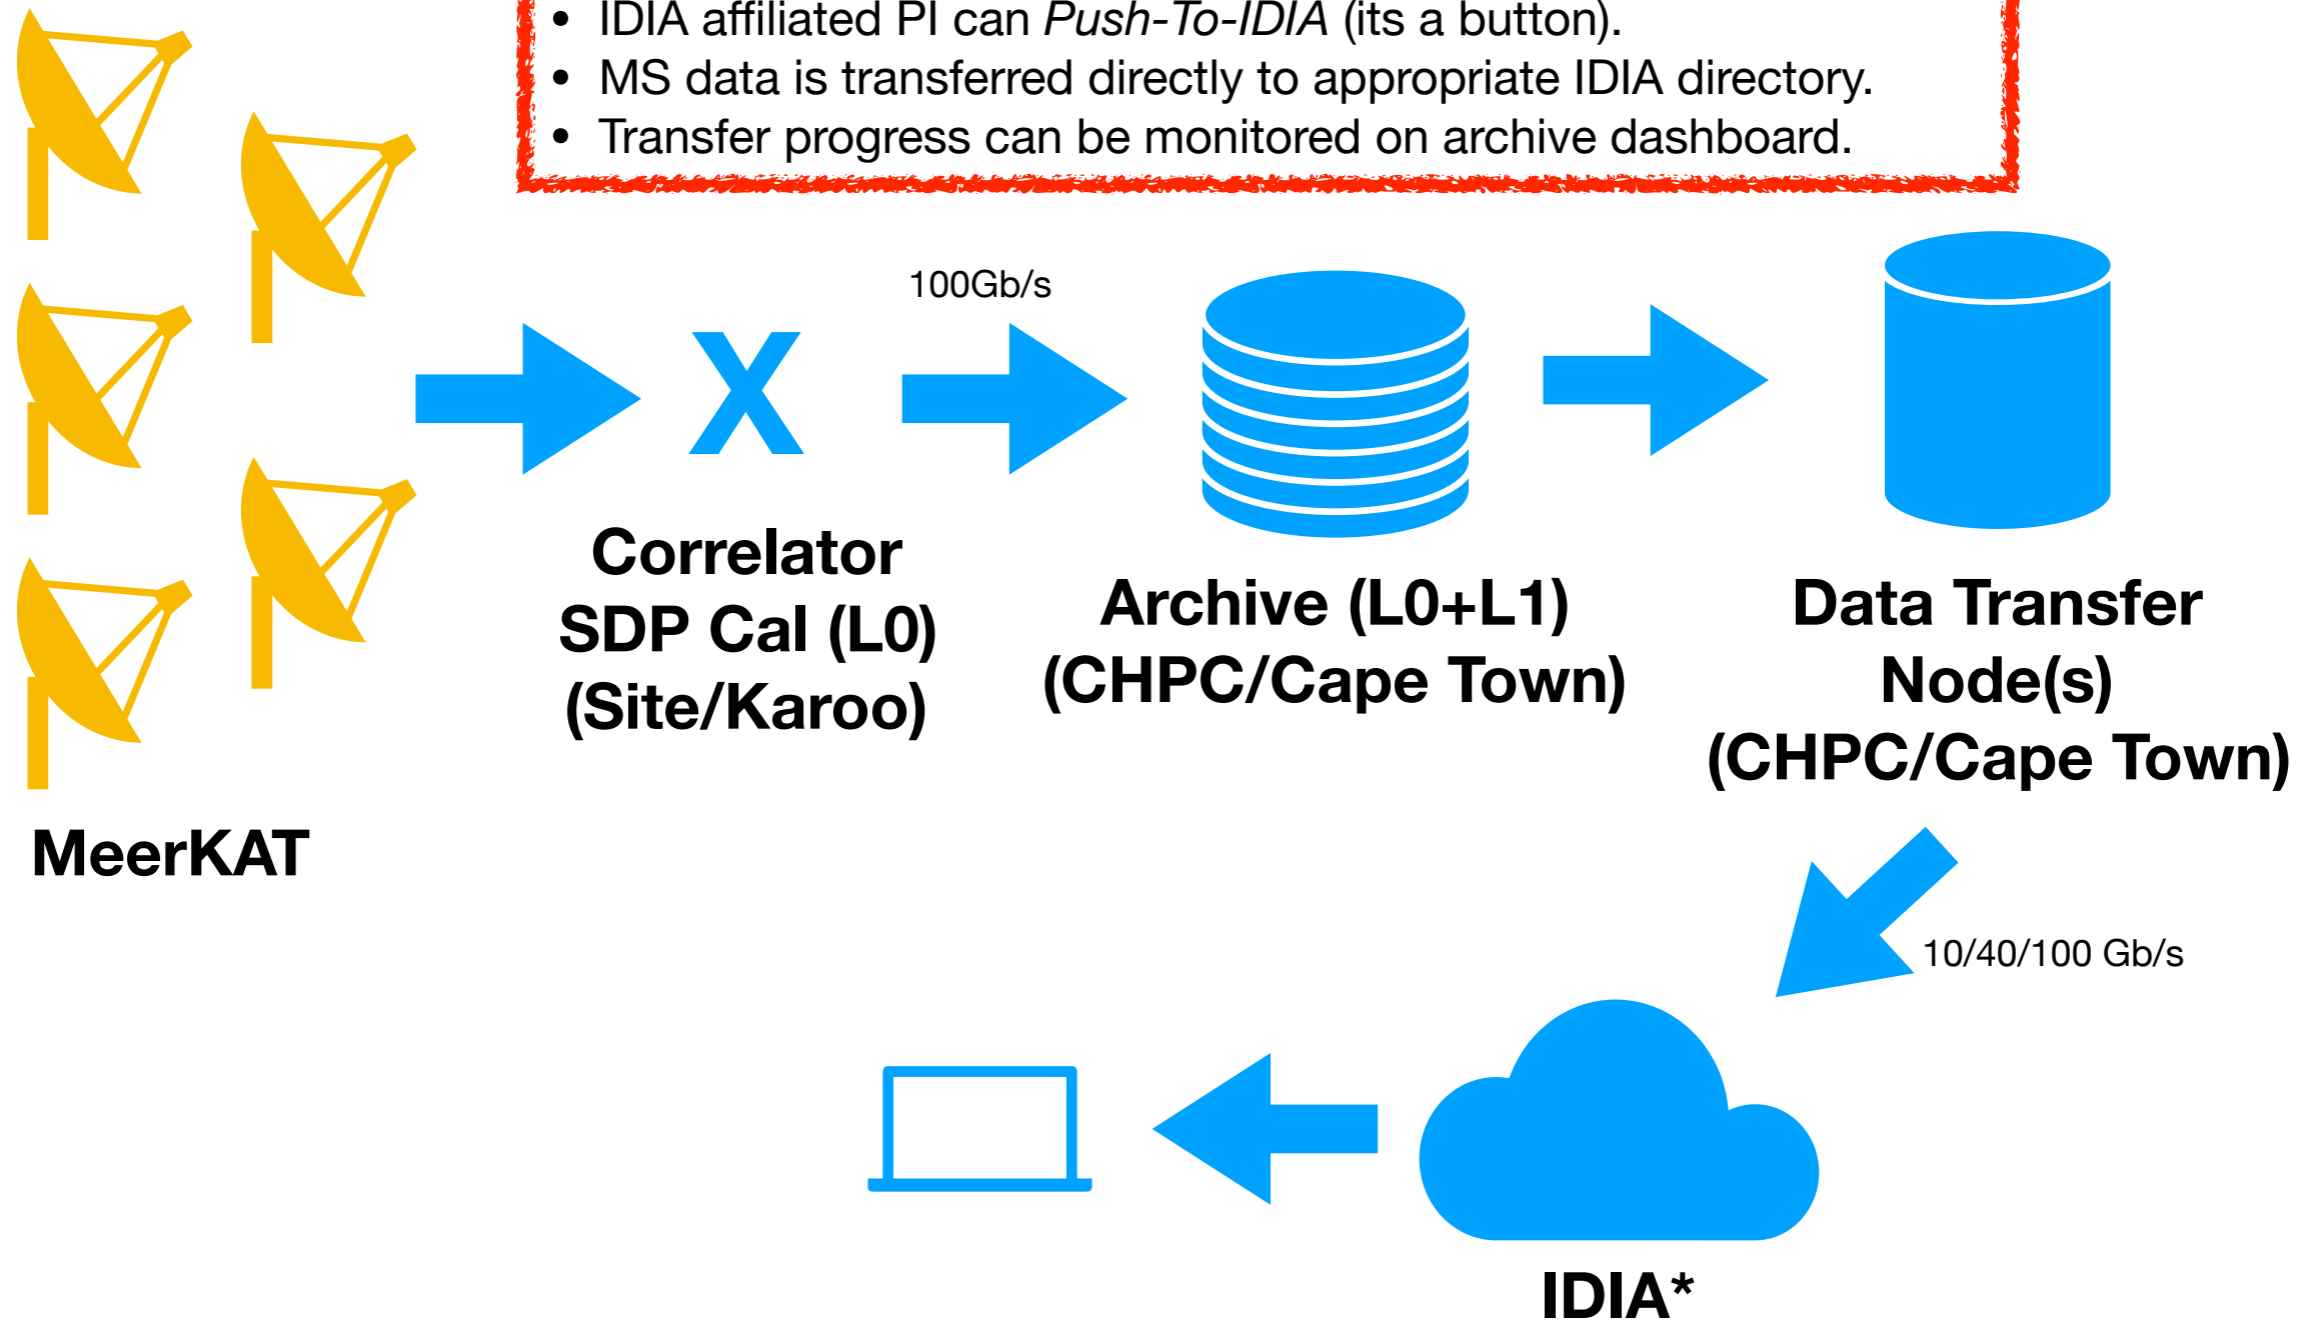 • IDIA affiliated PI can Push-To-IDIA (its a button).
• MS data is transferred directly to appropriate IDIA directory.
• Transfer progress can be monitored on archive dashboard.
100Gb/s
X
Correlator
SDP Cal (L0)
(Site/Karoo)
Archive (L0+L1)
(CHPC/Cape Town)
Data Transfer
Node(s)
(CHPC/Cape Town)
MeerKAT
10/40/100 Gb/s
IDIA*